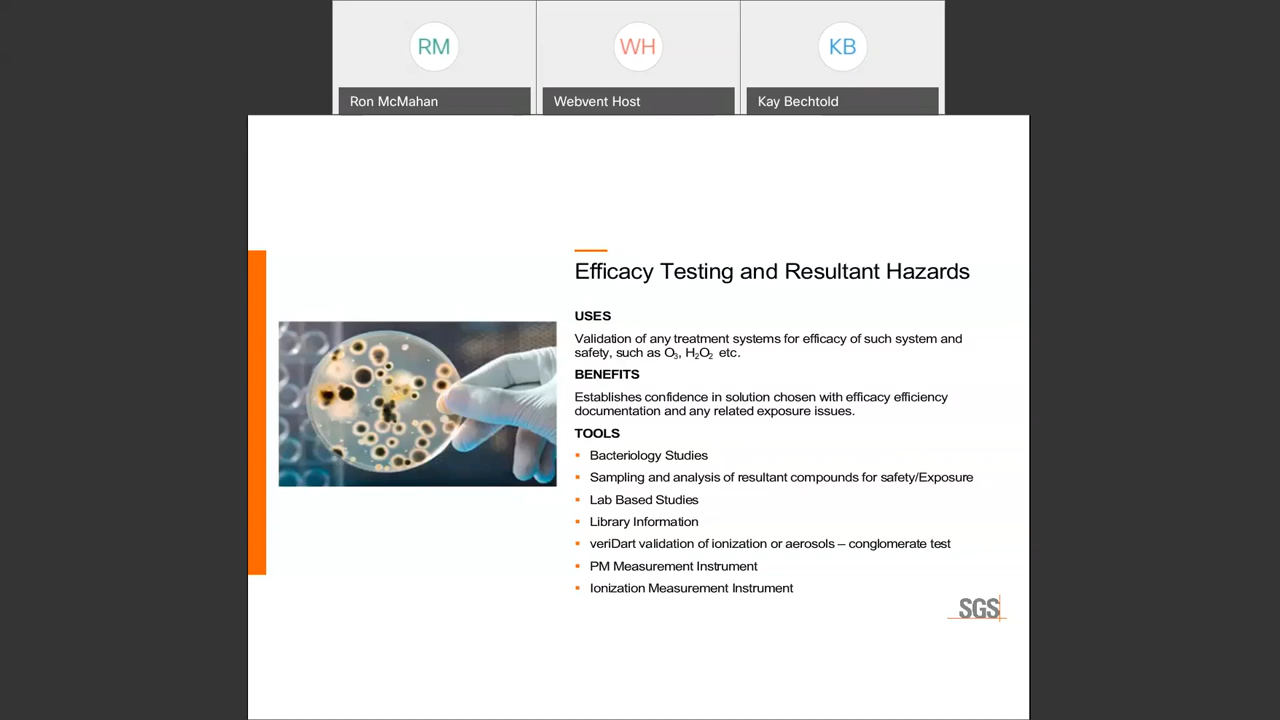 RM
WH
KB
Ron McMahan
Webvent Host
Kay Bechtold
Efficacy Testing and Resultant Hazards
USES
Validation of any treatment systems for efficacy of such system and
safety, such as O₃, H₂O₂ etc.
BENEFITS
Establishes confidence in solution chosen with efficacy efficiency
documentation and any related exposure issues.
TOOLS
▪ Bacteriology Studies
▪ Sampling and analysis of resultant compounds for safety/Exposure
▪ Lab Based Studies
▪ Library Information
▪ veriDart validation of ionization or aerosols – conglomerate test
▪ PM Measurement Instrument
▪ Ionization Measurement Instrument
SGS